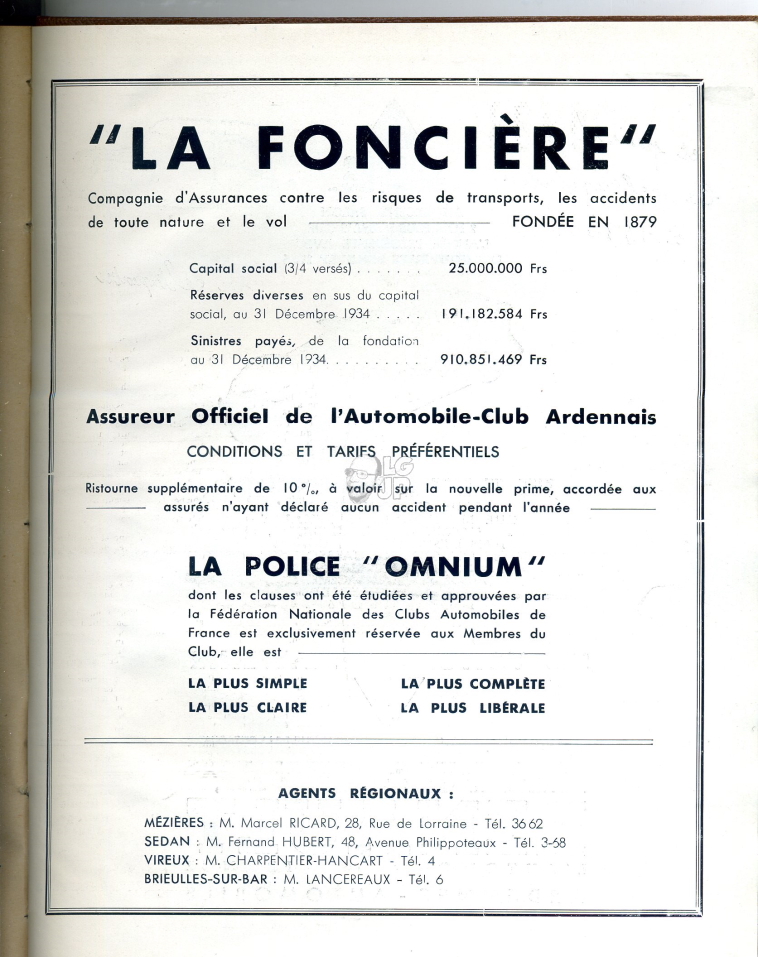 "LA FONCIÈRE"
Compagnie d'Assurances contre les risques de transports, les accidents
de toute nature et le vol FONDÉE EN 1879
Capital social (3/4 versés) . . . . . . . 25.000.000 Frs
Réserves diverses en sus du capital
social, au 31 Décembre 1934 . . . . . 191.182.584 Frs
Sinistres payés, de la fondation
au 31 Décembre 1934. . . . . . . . . . 910.851.469 Frs
Assureur Officiel de l'Automobile-Club Ardennais
CONDITIONS ET TARIFS PRÉFÉRENTIELS
LG
JP
Ristourne supplémentaire de 10 %, à valoir sur la nouvelle prime, accordée aux
assurés n'ayant déclaré aucun accident pendant l'année
LA POLICE "OMNIUM"
dont les clauses ont été étudiées et approuvées par
la Fédération Nationale des Clubs Automobiles de
France est exclusivement réservée aux Membres du
Club, elle est
LA PLUS SIMPLE LA PLUS COMPLÈTE
LA PLUS CLAIRE LA PLUS LIBÉRALE
AGENTS RÉGIONAUX :
MÉZIÈRES : M. Marcel RICARD, 28, Rue de Lorraine - Tél. 36 62
SEDAN : M. Fernand HUBERT, 48, Avenue Philippoteaux - Tél. 3-68
VIREUX : M. CHARPENTIER-HANCART - Tél. 4
BRIEULLES-SUR-BAR : M. LANCEREAUX - Tél. 6